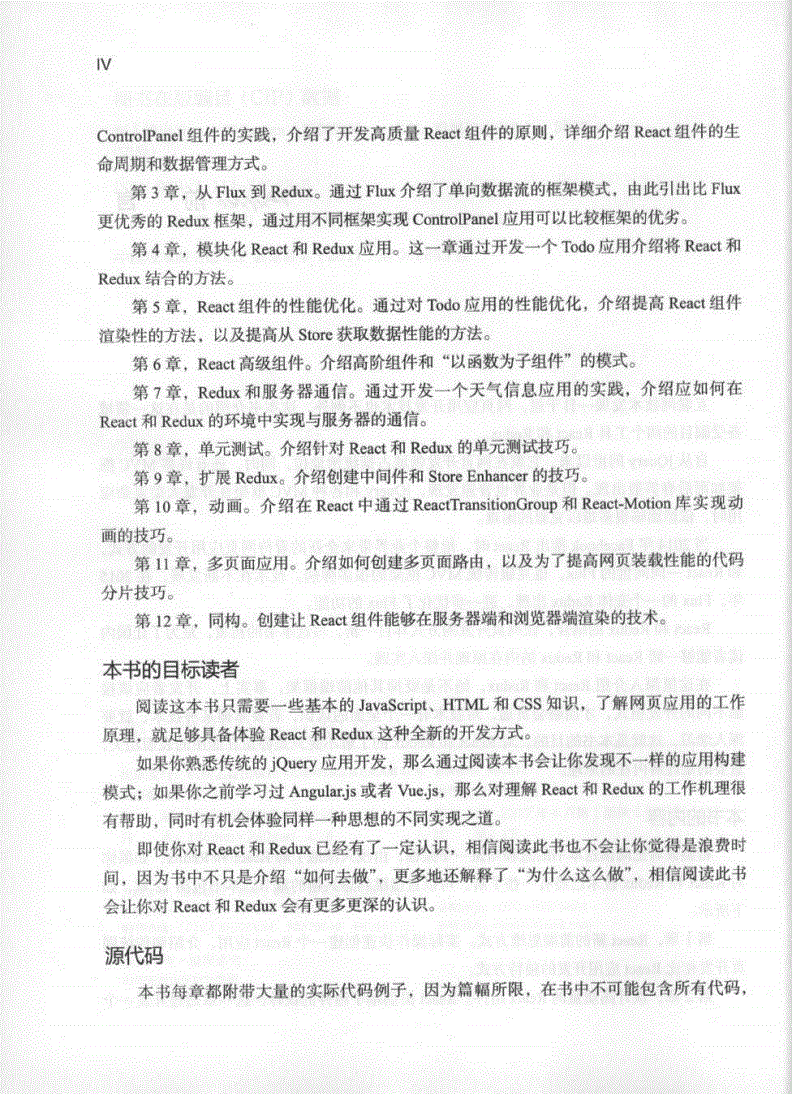 IV
ControlPanel 组件的实践，介绍了开发高质量 React 组件的原则，详细介绍 React 组件的生
命周期和数据管理方式。
第 3 章，从 Flux 到 Redux。通过 Flux 介绍了单向数据流的框架模式，由此引出比 Flux
更优秀的 Redux 框架，通过用不同框架实现 ControlPanel 应用可以比较框架的优劣。
第 4 章，模块化 React 和 Redux 应用。这一章通过开发一个 Todo 应用介绍将 React 和
Redux 结合的方法。
第 5 章，React 组件的性能优化。通过对 Todo 应用的性能优化，介绍提高 React 组件
渲染性的方法，以及提高从 Store 获取数据性能的方法。
第 6 章，React 高级组件。介绍高阶组件和“以函数为子组件”的模式。
第 7 章，Redux 和服务器通信。通过开发一个天气信息应用的实践，介绍应如何在
React 和 Redux 的环境中实现与服务器的通信。
第 8 章，单元测试。介绍针对 React 和 Redux 的单元测试技巧。
第 9 章，扩展 Redux。介绍创建中间件和 Store Enhancer 的技巧。
第 10 章，动画。介绍在 React 中通过 ReactTransitionGroup 和 React-Motion 库实现动
画的技巧。
第 11 章，多页面应用。介绍如何创建多页面路由，以及为了提高网页装载性能的代码
分片技巧。
第 12 章，同构。创建让 React 组件能够在服务器端和浏览器端渲染的技术。
本书的目标读者
阅读这本书只需要一些基本的 JavaScript、HTML 和 CSS 知识，了解网页应用的工作
原理，就足够具备体验 React 和 Redux 这种全新的开发方式。
如果你熟悉传统的 jQuery 应用开发，那么通过阅读本书会让你发现不一样的应用构建
模式；如果你之前学习过 Angular.js 或者 Vue.js，那么对理解 React 和 Redux 的工作机理很
有帮助，同时有机会体验同样一种思想的不同实现之道。
即使你对 React 和 Redux 已经有了一定认识，相信阅读此书也不会让你觉得是浪费时
间，因为书中不只是介绍“如何去做”，更多地还解释了“为什么这么做”，相信阅读此书
会让你对 React 和 Redux 会有更多更深的认识。
源代码
本书每章都附带大量的实际代码例子，因为篇幅所限，在书中不可能包含所有代码，